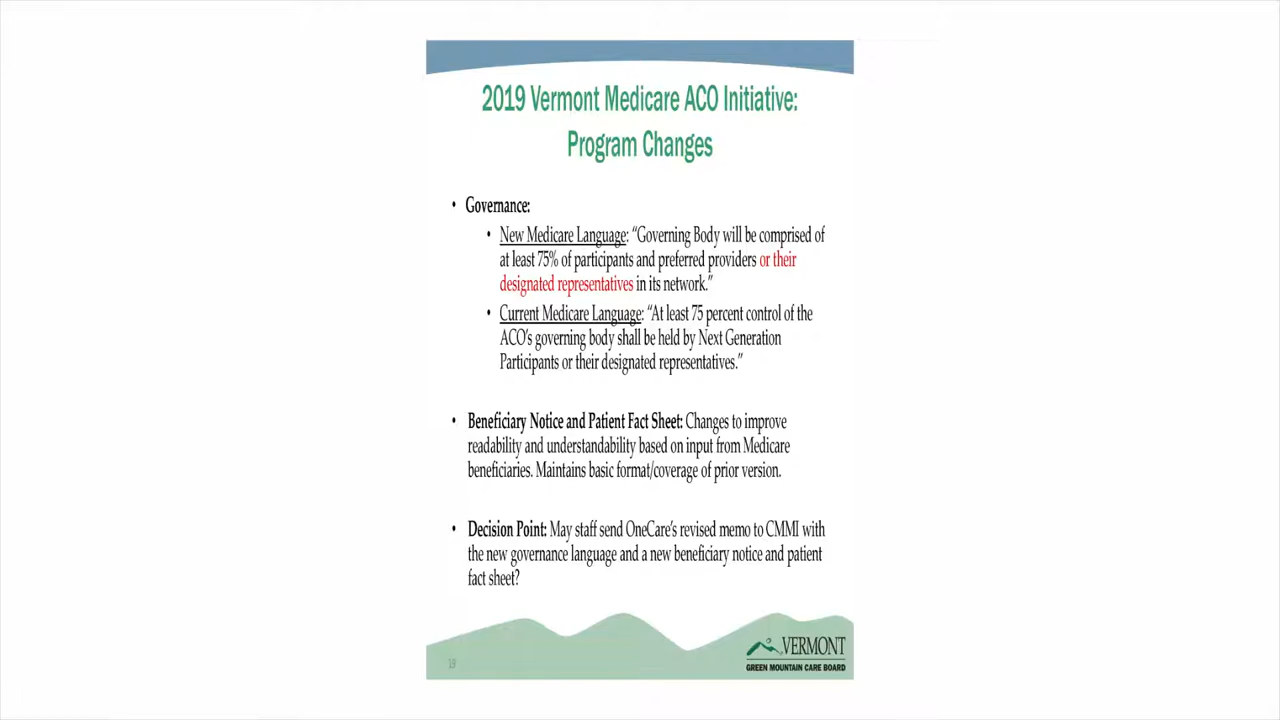 2019 Vermont Medicare ACO Initiative:
Program Changes
• Governance:
• New Medicare Language: “Governing Body will be comprised of
at least 75% of participants and preferred providers or their
designated representatives in its network.”
• Current Medicare Language: “At least 75 percent control of the
ACO’s governing body shall be held by Next Generation
Participants or their designated representatives.”
• Beneficiary Notice and Patient Fact Sheet: Changes to improve
readability and understandability based on input from Medicare
beneficiaries. Maintains basic format/coverage of prior version.
• Decision Point: May staff send OneCare’s revised memo to CMMI with
the new governance language and a new beneficiary notice and patient
fact sheet?
19
VERMONT
GREEN MOUNTAIN CARE BOARD